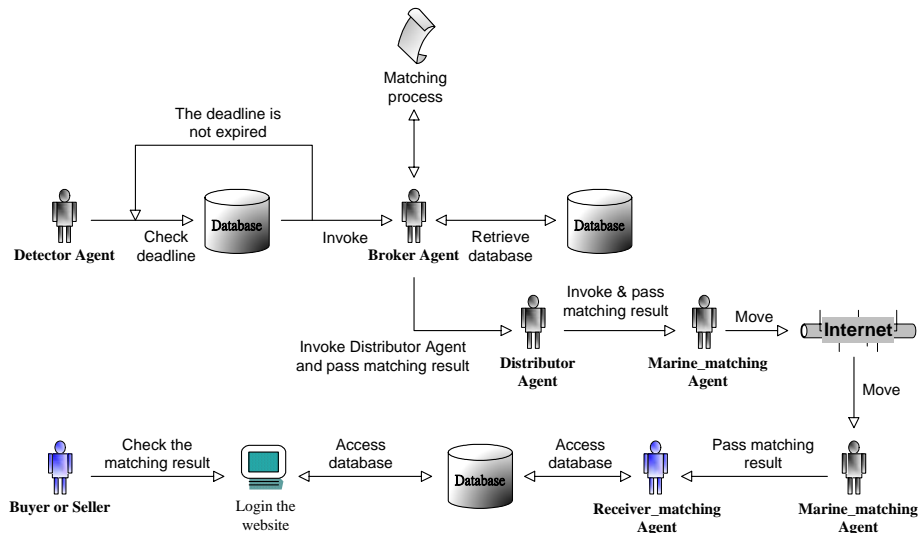 Matching
process
The deadline is
not expired
Database
Database
Check
deadline
Invoke
Retrieve
database
Detector Agent
Broker Agent
Invoke & pass
matching result
Move
Internet
Invoke Distributor Agent
and pass matching result
Distributor
Agent
Marine_matching
Agent
Move
Check the
matching result
Access
database
Access
database
Pass matching
result
Database
Buyer or Seller
Login the
website
Receiver_matching
Agent
Marine_matching
Agent